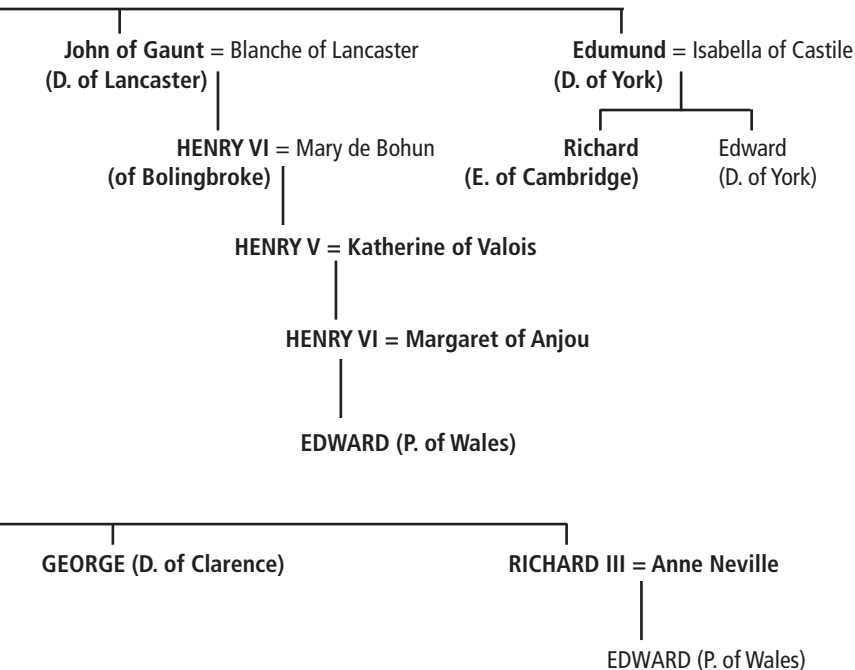 John of Gaunt = Blanche of Lancaster
(D. of Lancaster)
Edumund = Isabella of Castile
(D. of York)
HENRY VI = Mary de Bohun
(of Bolingbroke)
Richard
(E. of Cambridge)
Edward
(D. of York)
HENRY V = Katherine of Valois
HENRY VI = Margaret of Anjou
EDWARD (P. of Wales)
GEORGE (D. of Clarence)
RICHARD III = Anne Neville
EDWARD (P. of Wales)